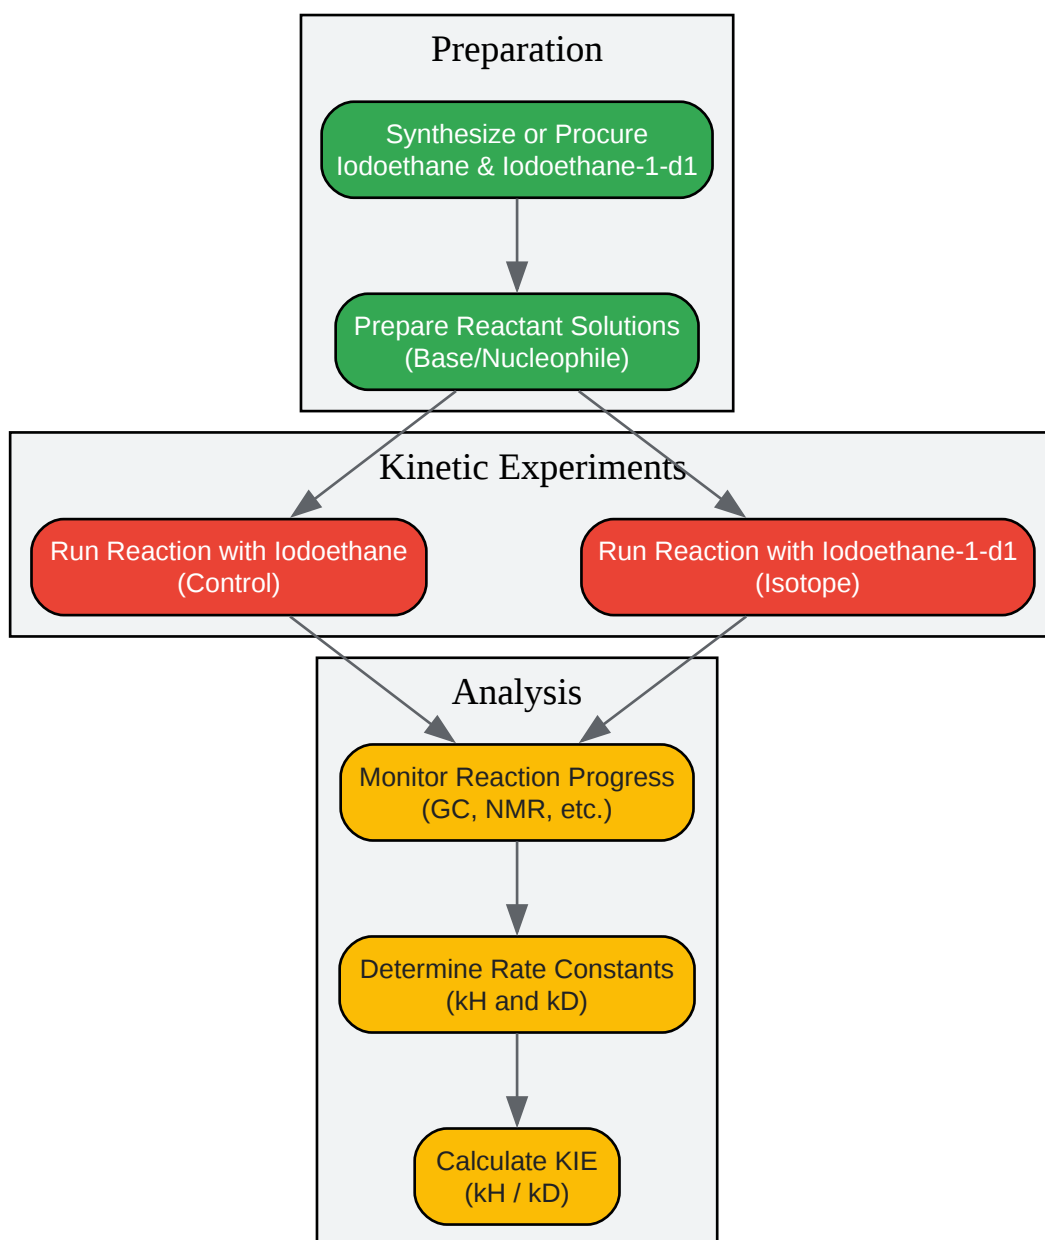 Preparation
Synthesize or Procure
Iodoethane & Iodoethane-1-d1
Prepare Reactant Solutions
(Base/Nucleophile)
Kinetic Experiments
Run Reaction with Iodoethane
(Control)
Run Reaction with Iodoethane-1-d1
(Isotope)
Analysis
Monitor Reaction Progress
(GC, NMR, etc.)
Determine Rate Constants
(kH and kD)
Calculate KIE
(kH / kD)